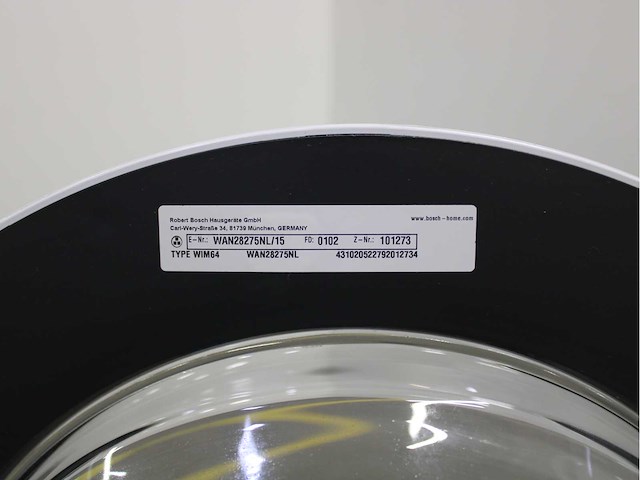 Robert Bosch Hausgeräte GmbH www.bosch-home.com
Carl-Wery-Straße 34, 81739 München, GERMANY
E-Nr.: WAN28275NL/15 FD: 0102 Z-Nr.: 101273
TYPE WIM64 WAN28275NL 431020522792012734